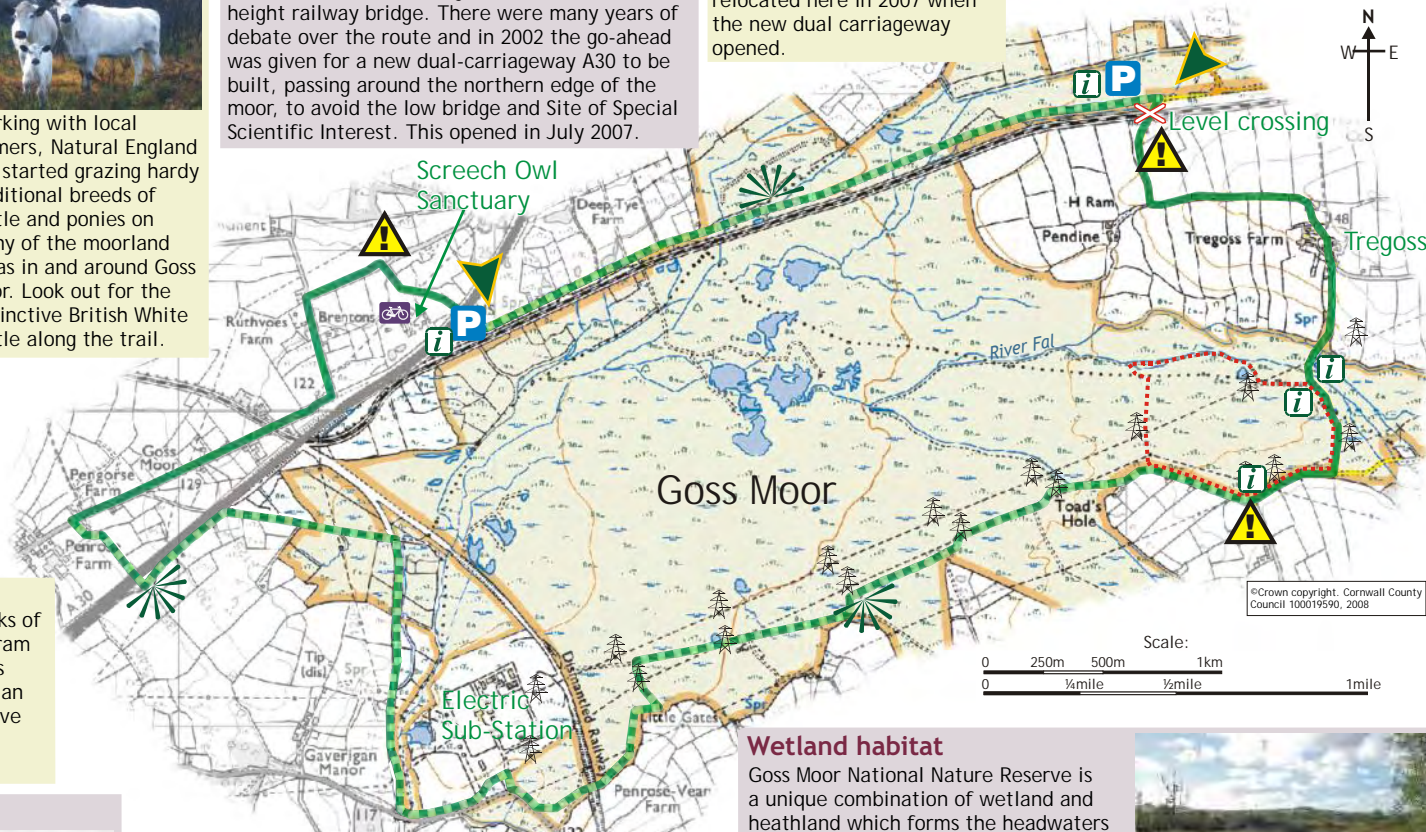 height railway bridge. There were many years of
debate over the route and in 2002 the go-ahead
was given for a new dual-carriageway A30 to be
built, passing around the northern edge of the
moor, to avoid the low bridge and Site of Special
Scientific Interest. This opened in July 2007.
relocated here in 2007 when
the new dual carriageway
opened.
rking with local
mers, Natural England
started grazing hardy
ditional breeds of
tle and ponies on
ny of the moorland
as in and around Goss
or. Look out for the
tinctive British White
tle along the trail.
N
W E
S
i P
Level crossing
!
Screech Owl
Sanctuary
!
Deep Tye
Farm
nument
H Ram
Pendine
Tregoss Farm
148
Tregoss
Ruthvoes
Farm
Brentons
i P
Spr
River Fal
122
i
i
Goss
Moor
129
Pengorse
Farm
Penrose
Farm
A 30
Goss Moor
i
Toad's
Hole
!
©Crown copyright. Cornwall County
Council 100019590, 2008
Scale:
0 250m 500m 1km
0 ¼mile ½mile 1mile
ks of
ram
s
an
ve
Tip
(dis)
Spr
Dismantled Railway
Electric
Sub-Station
Little Gates
Spr
Gaverigan
Manor
117
Penrose-Vean
Farm
132
Wetland habitat
Goss Moor National Nature Reserve is
a unique combination of wetland and
heathland which forms the headwaters